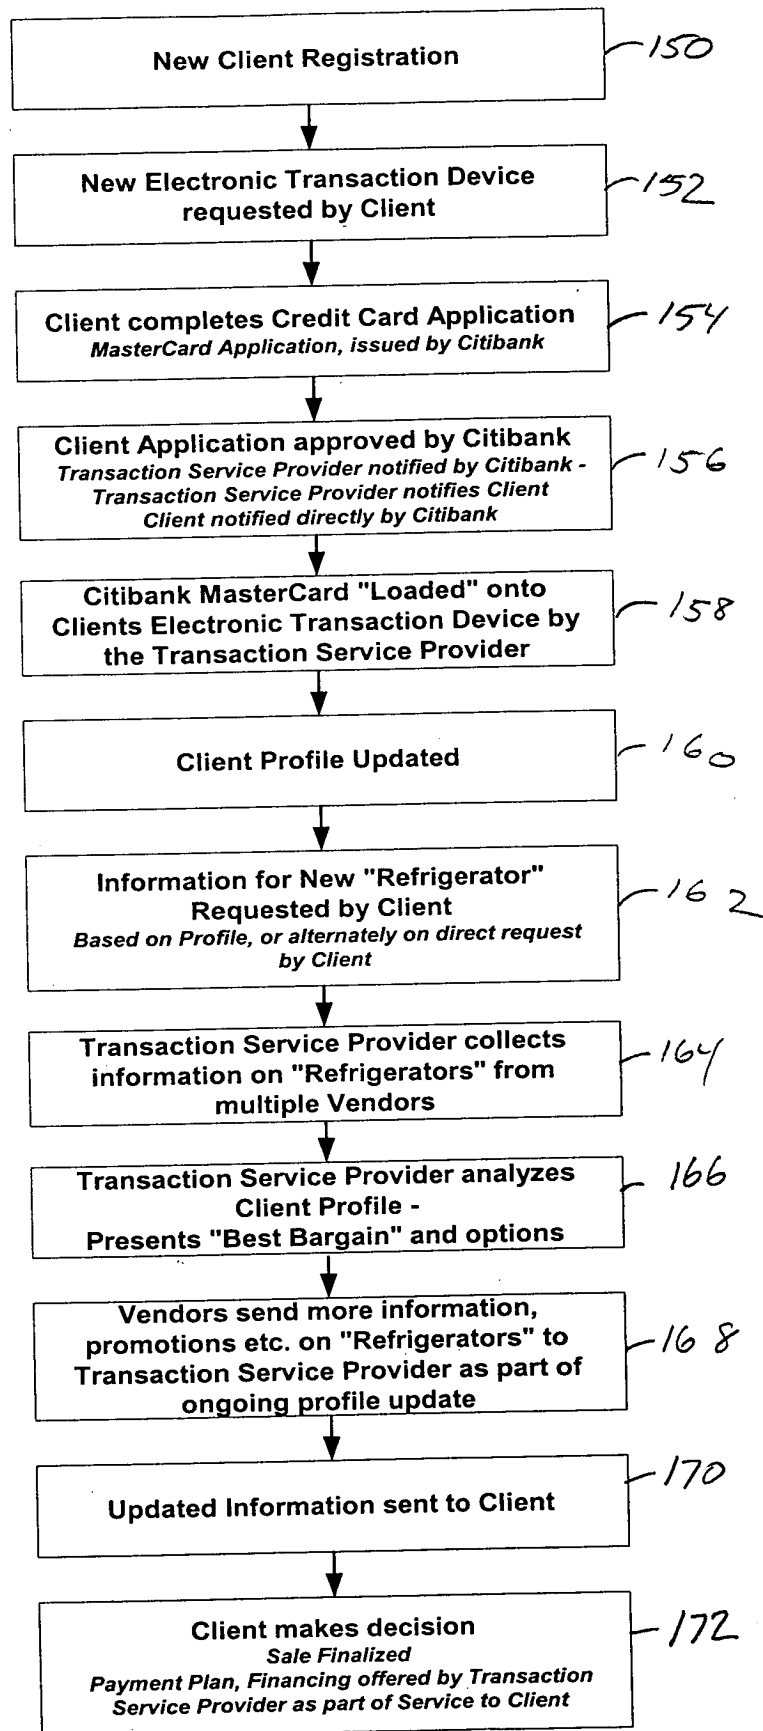 New Client Registration
150
New Electronic Transaction Device
requested by Client
152
Client completes Credit Card Application
MasterCard Application, issued by Citibank
154
Client Application approved by Citibank
Transaction Service Provider notified by Citibank -
Transaction Service Provider notifies Client
Client notified directly by Citibank
156
Citibank MasterCard "Loaded" onto
Clients Electronic Transaction Device by
the Transaction Service Provider
158
Client Profile Updated
160
Information for New "Refrigerator"
Requested by Client
Based on Profile, or alternately on direct request
by Client
162
Transaction Service Provider collects
information on "Refrigerators" from
multiple Vendors
164
Transaction Service Provider analyzes
Client Profile -
Presents "Best Bargain" and options
166
Vendors send more information,
promotions etc. on "Refrigerators" to
Transaction Service Provider as part of
ongoing profile update
168
Updated Information sent to Client
170
Client makes decision
Sale Finalized
Payment Plan, Financing offered by Transaction
Service Provider as part of Service to Client
172